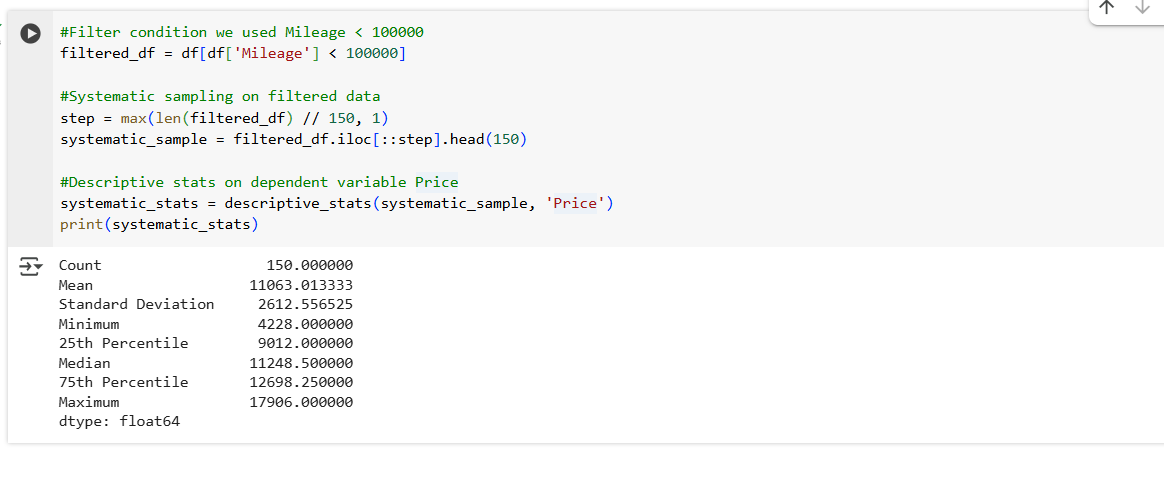 #Filter condition we used Mileage < 100000
filtered_df = df[df['Mileage'] < 100000]
#Systematic sampling on filtered data
step = max(len(filtered_df) // 150, 1)
systematic_sample = filtered_df.iloc[::step].head(150)
#Descriptive stats on dependent variable Price
systematic_stats = descriptive_stats(systematic_sample, 'Price')
print(systematic_stats)
Count 150.000000
Mean 11063.013333
Standard Deviation 2612.556525
Minimum 4228.000000
25th Percentile 9012.000000
Median 11248.500000
75th Percentile 12698.250000
Maximum 17906.000000
dtype: float64